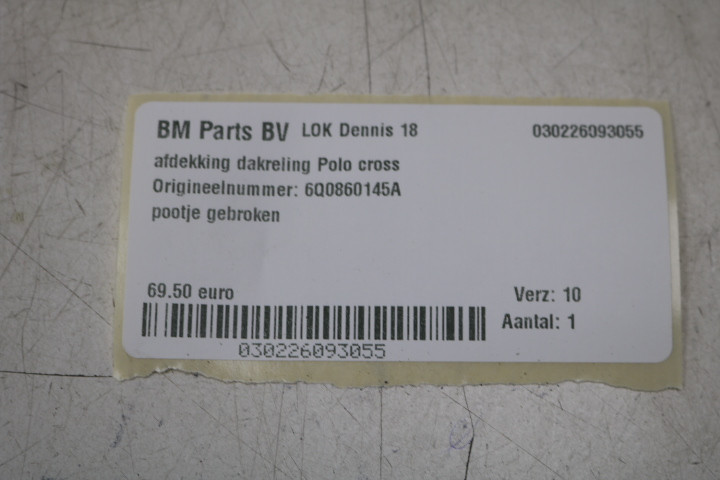 BM Parts BV LOK Dennis 18 030226093055
afdekking dakreling Polo cross
Origineelnummer: 6Q0860145A
pootje gebroken
69.50 euro Verz: 10
Aantal: 1
030226093055